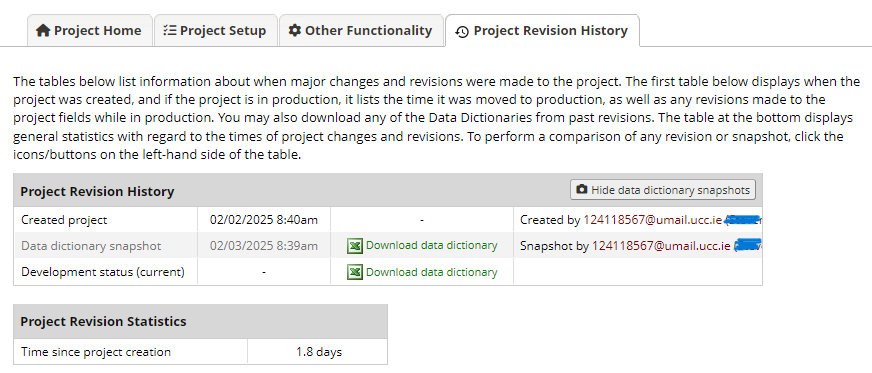 Project Home Project Setup Other Functionality Project Revision History
The tables below list information about when major changes and revisions were made to the project. The first table below displays when the
project was created, and if the project is in production, it lists the time it was moved to production, as well as any revisions made to the
project fields while in production. You may also download any of the Data Dictionaries from past revisions. The table at the bottom displays
general statistics with regard to the times of project changes and revisions. To perform a comparison of any revision or snapshot, click the
icons/buttons on the left-hand side of the table.
Project Revision History Hide data dictionary snapshots
Created project 02/02/2025 8:40am - Created by 124118567@umail.ucc.ie
Data dictionary snapshot 02/03/2025 8:39am Download data dictionary Snapshot by 124118567@umail.ucc.ie
Development status (current) - Download data dictionary
Project Revision Statistics
Time since project creation 1.8 days